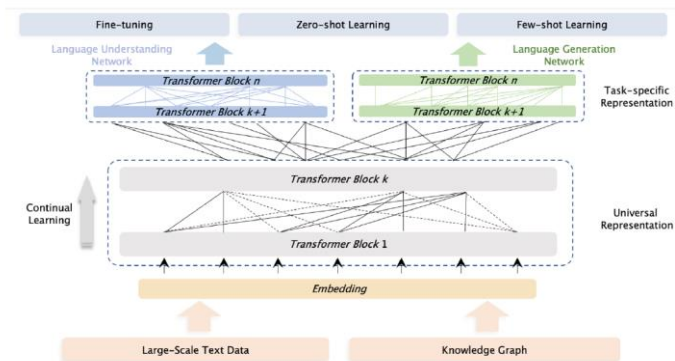 Fine-tuning
Zero-shot Learning
Few-shot Learning
Language Understanding
Network
Language Generation
Network
Transformer Block n
Transformer Block n
Task-specific
Representation
Transformer Block k+1
Transformer Block k+1
Transformer Block k
Continual
Learning
Universal
Representation
Transformer Block 1
Embedding
Large-Scale Text Data
Knowledge Graph